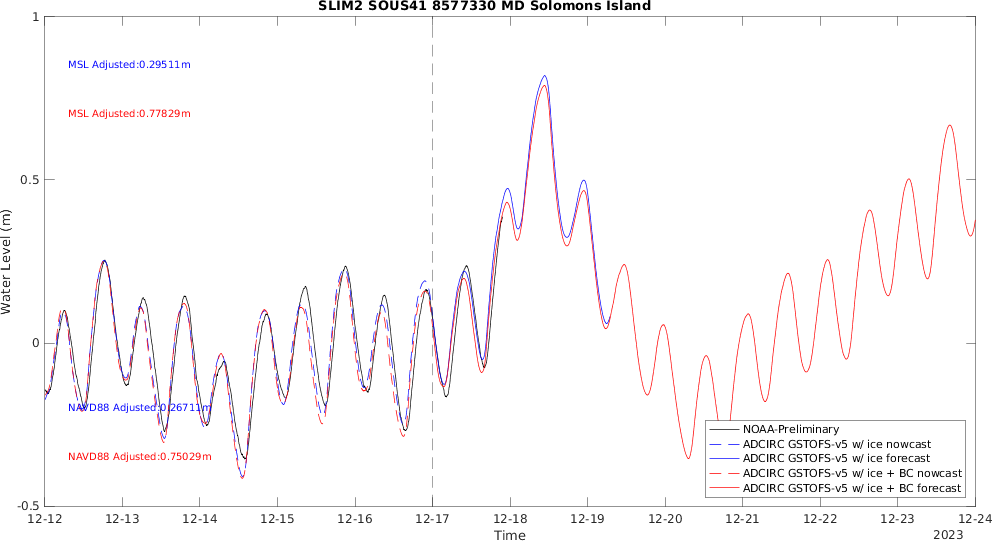 SLIM2 SOUS41 8577330 MD Solomons Island
1
MSL Adjusted:0.29511m
MSL Adjusted:0.77829m
0.5
Water Level (m)
0
NAVD88 Adjusted:0.26711m
NAVD88 Adjusted:0.75029m
NOAA-Preliminary
ADCIRC GSTOFS-v5 w/ ice nowcast
ADCIRC GSTOFS-v5 w/ ice forecast
ADCIRC GSTOFS-v5 w/ ice + BC nowcast
ADCIRC GSTOFS-v5 w/ ice + BC forecast
-0.5
12-12 12-13 12-14 12-15 12-16 12-17 12-18 12-19 12-20 12-21 12-22 12-23 12-24
Time
2023